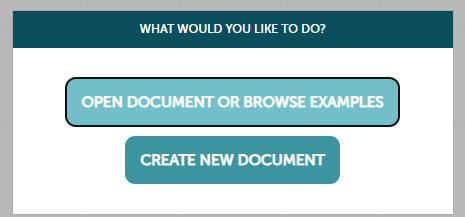 WHAT WOULD YOU LIKE TO DO?
OPEN DOCUMENT OR BROWSE EXAMPLES
CREATE NEW DOCUMENT